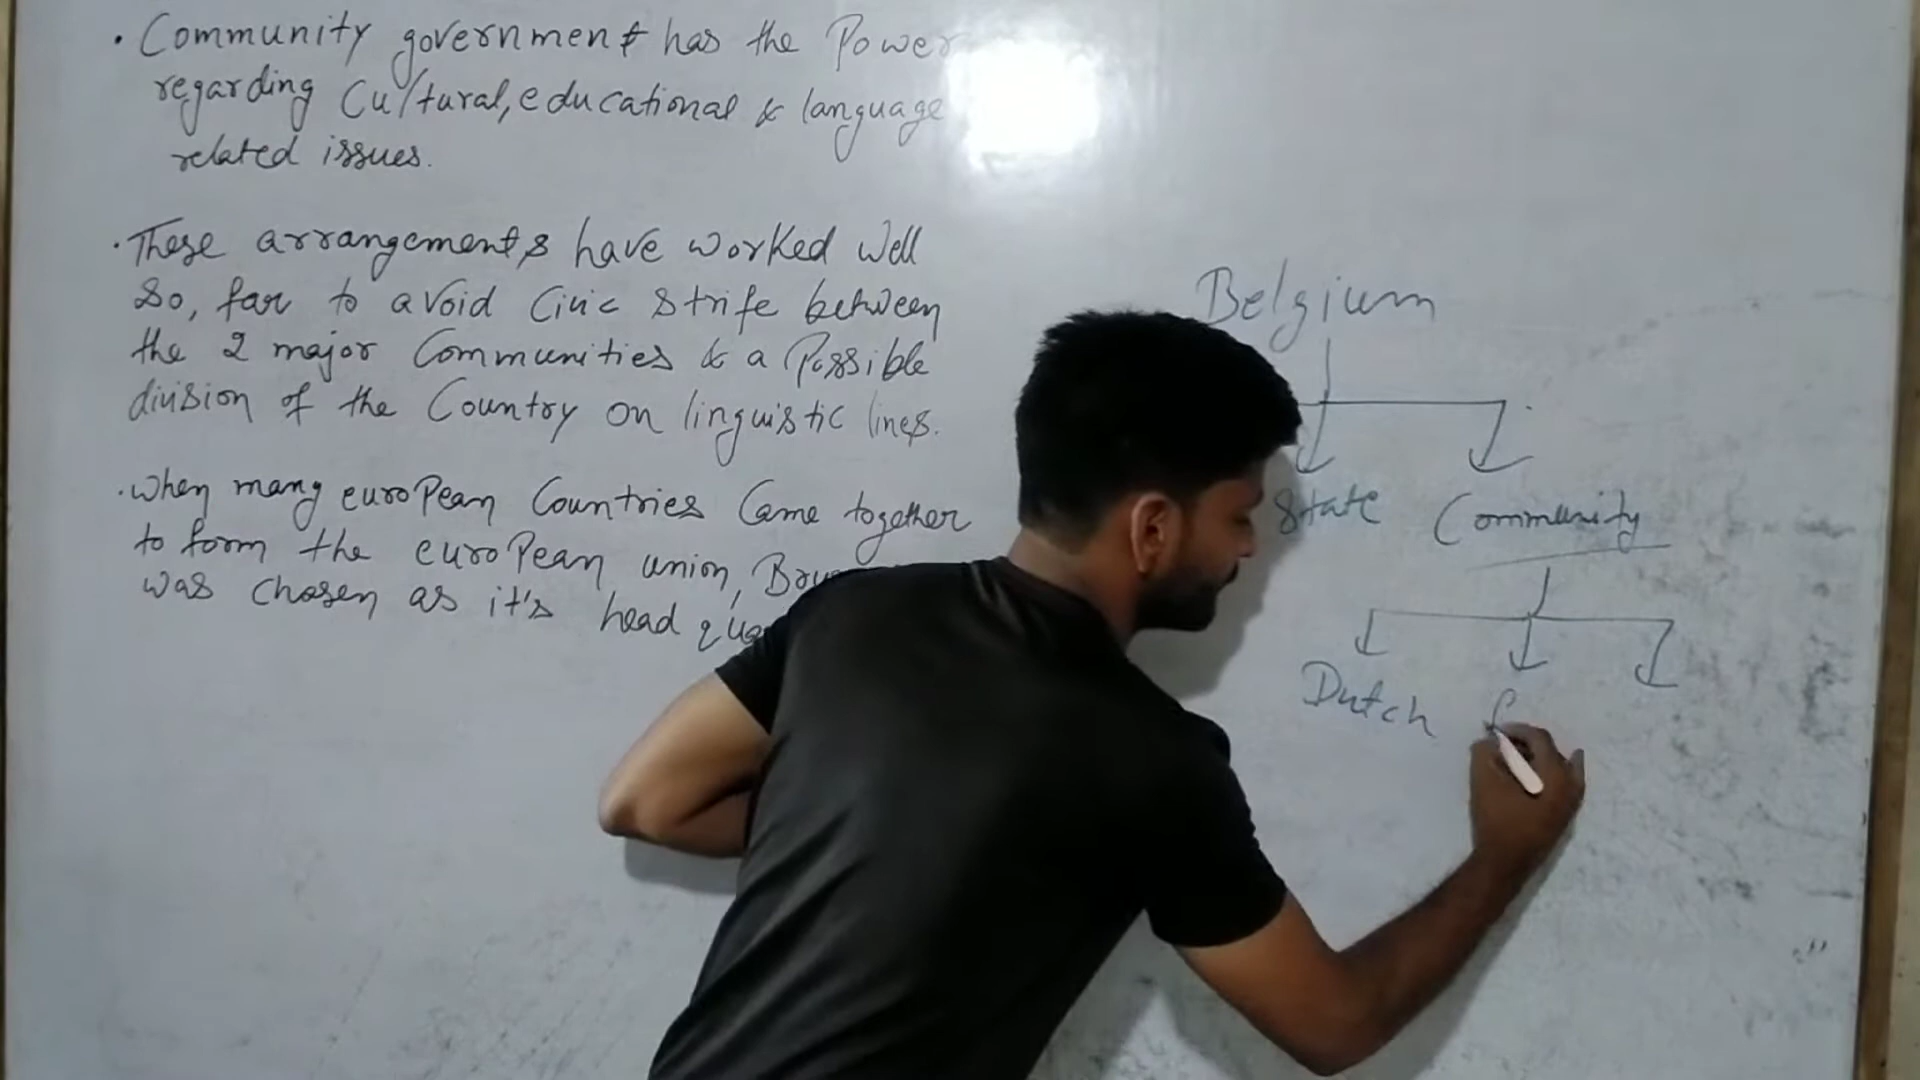 • Community government has the Power
regarding Cultural, educational & language
related issues.
• These arrangements have worked well
So, far to avoid Civic Strife between
the 2 major Communities & a Possible
division of the Country on linguistic lines.
• When many european Countries Came together
to form the european union,
was chosen as it's head
Belgium
State Community
Dutch